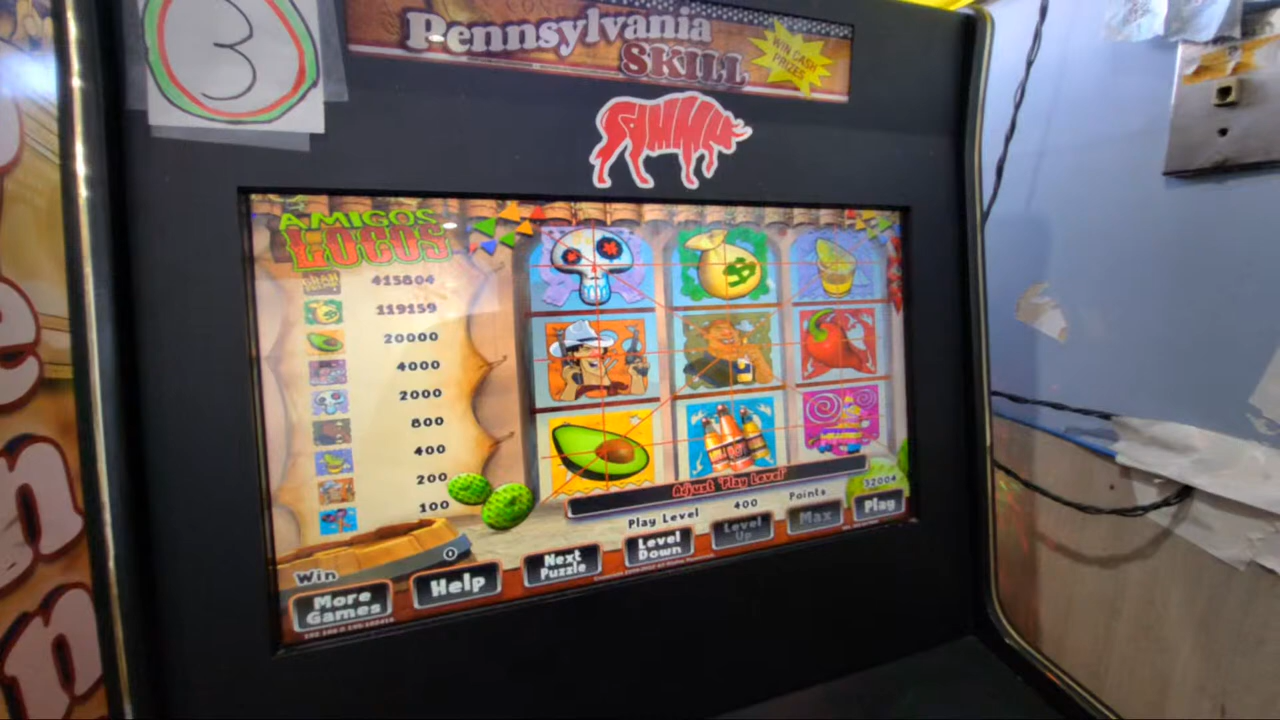 3
Pennsylvania
SKILL
WIN CASH
PRIZES
SAMMY
AMIGOS
LOCOS
415804
119159
20000
4000
2000
800
400
200
100
Adjust 'Play Level'
Play Level 400 Points 32004
Win 0
More
Games
Help
Next
Puzzle
Level
Down
Level
Up
Max
Play